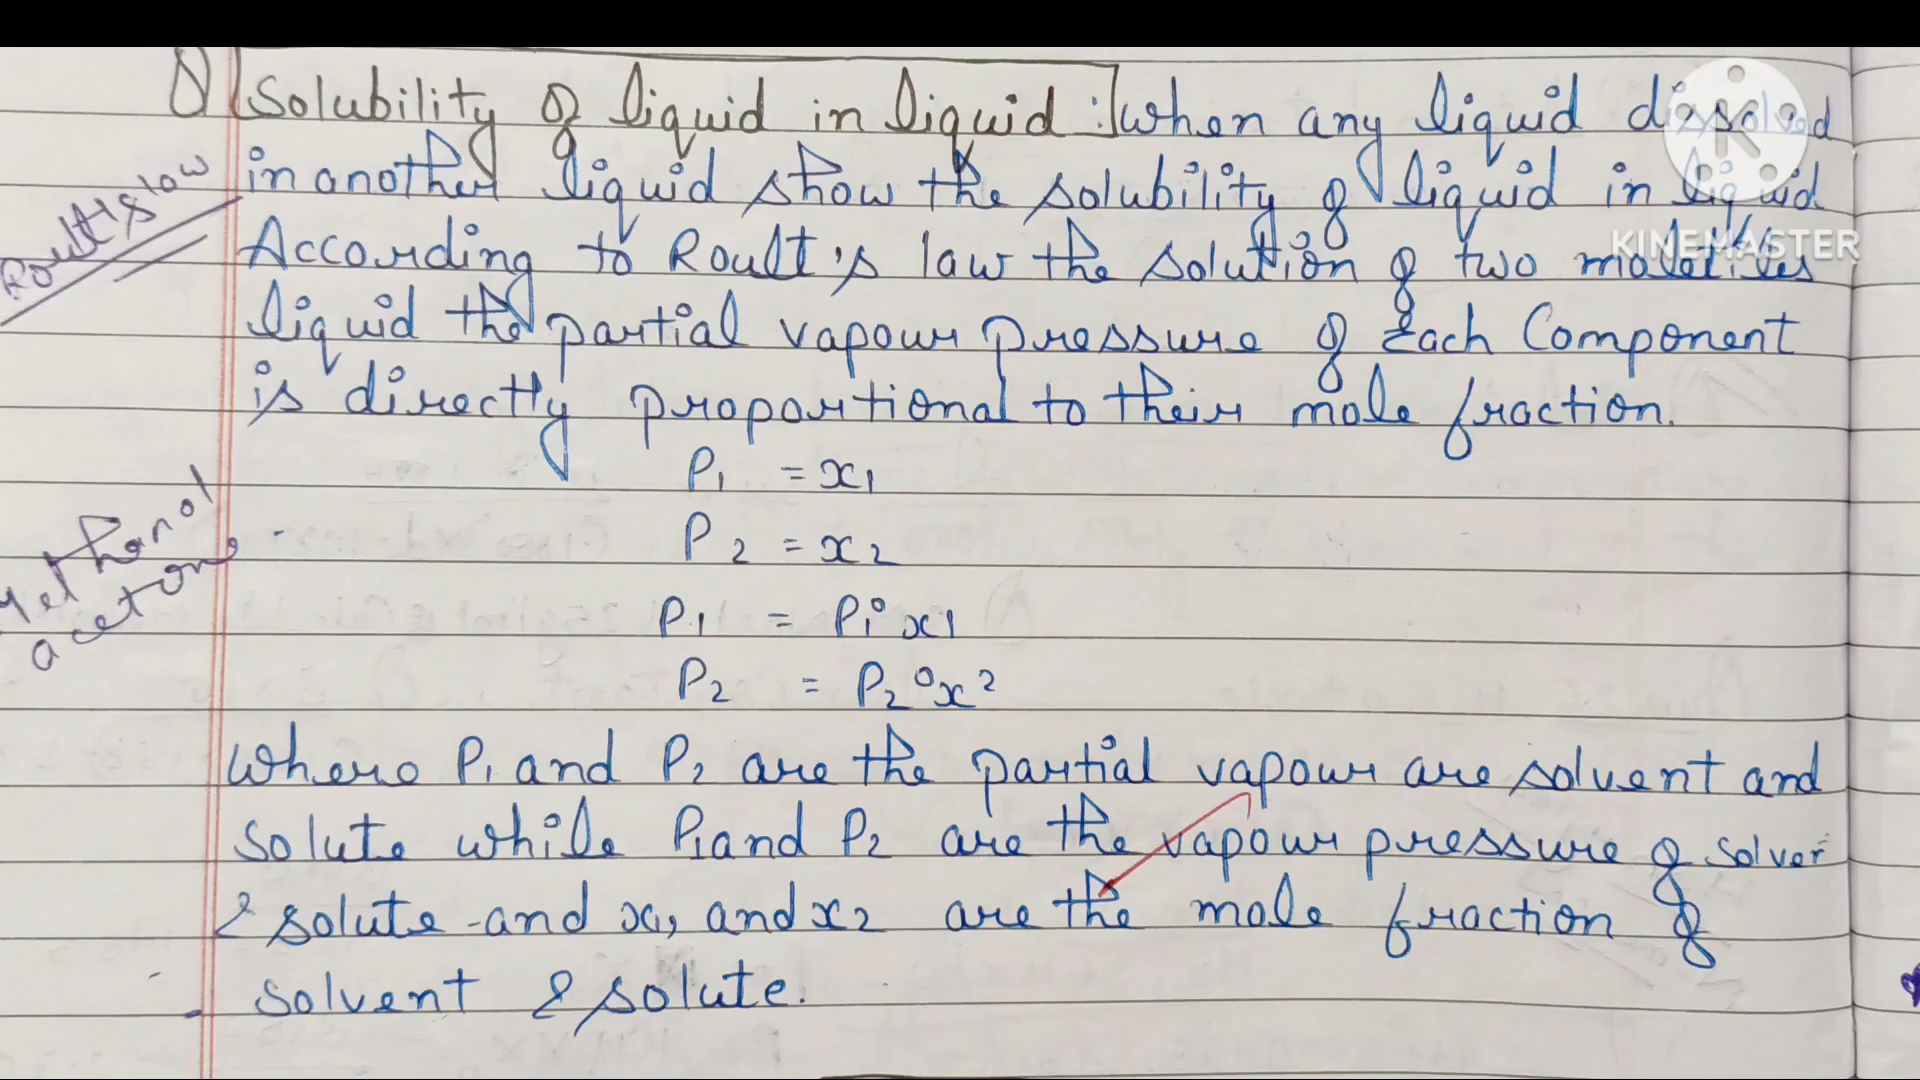 Solubility of liquid in liquid : When any liquid dissolved
in another liquid show the solubility of liquid in liquid
KINEMASTER
Roult's law
According to Roult's law the solution of two
liquid the partial vapour pressure of Each Component
is directly proportional to their mole fraction.
P1 = x1
P2 = x2
methanol
acetone
P1 = P1° x1
P2 = P2° x2
Where P1 and P2 are the partial vapour are solvent and
solute while P1 and P2 are the vapour pressure of solven
& solute - and x1, and x2 are the mole fraction of
solvent & solute.